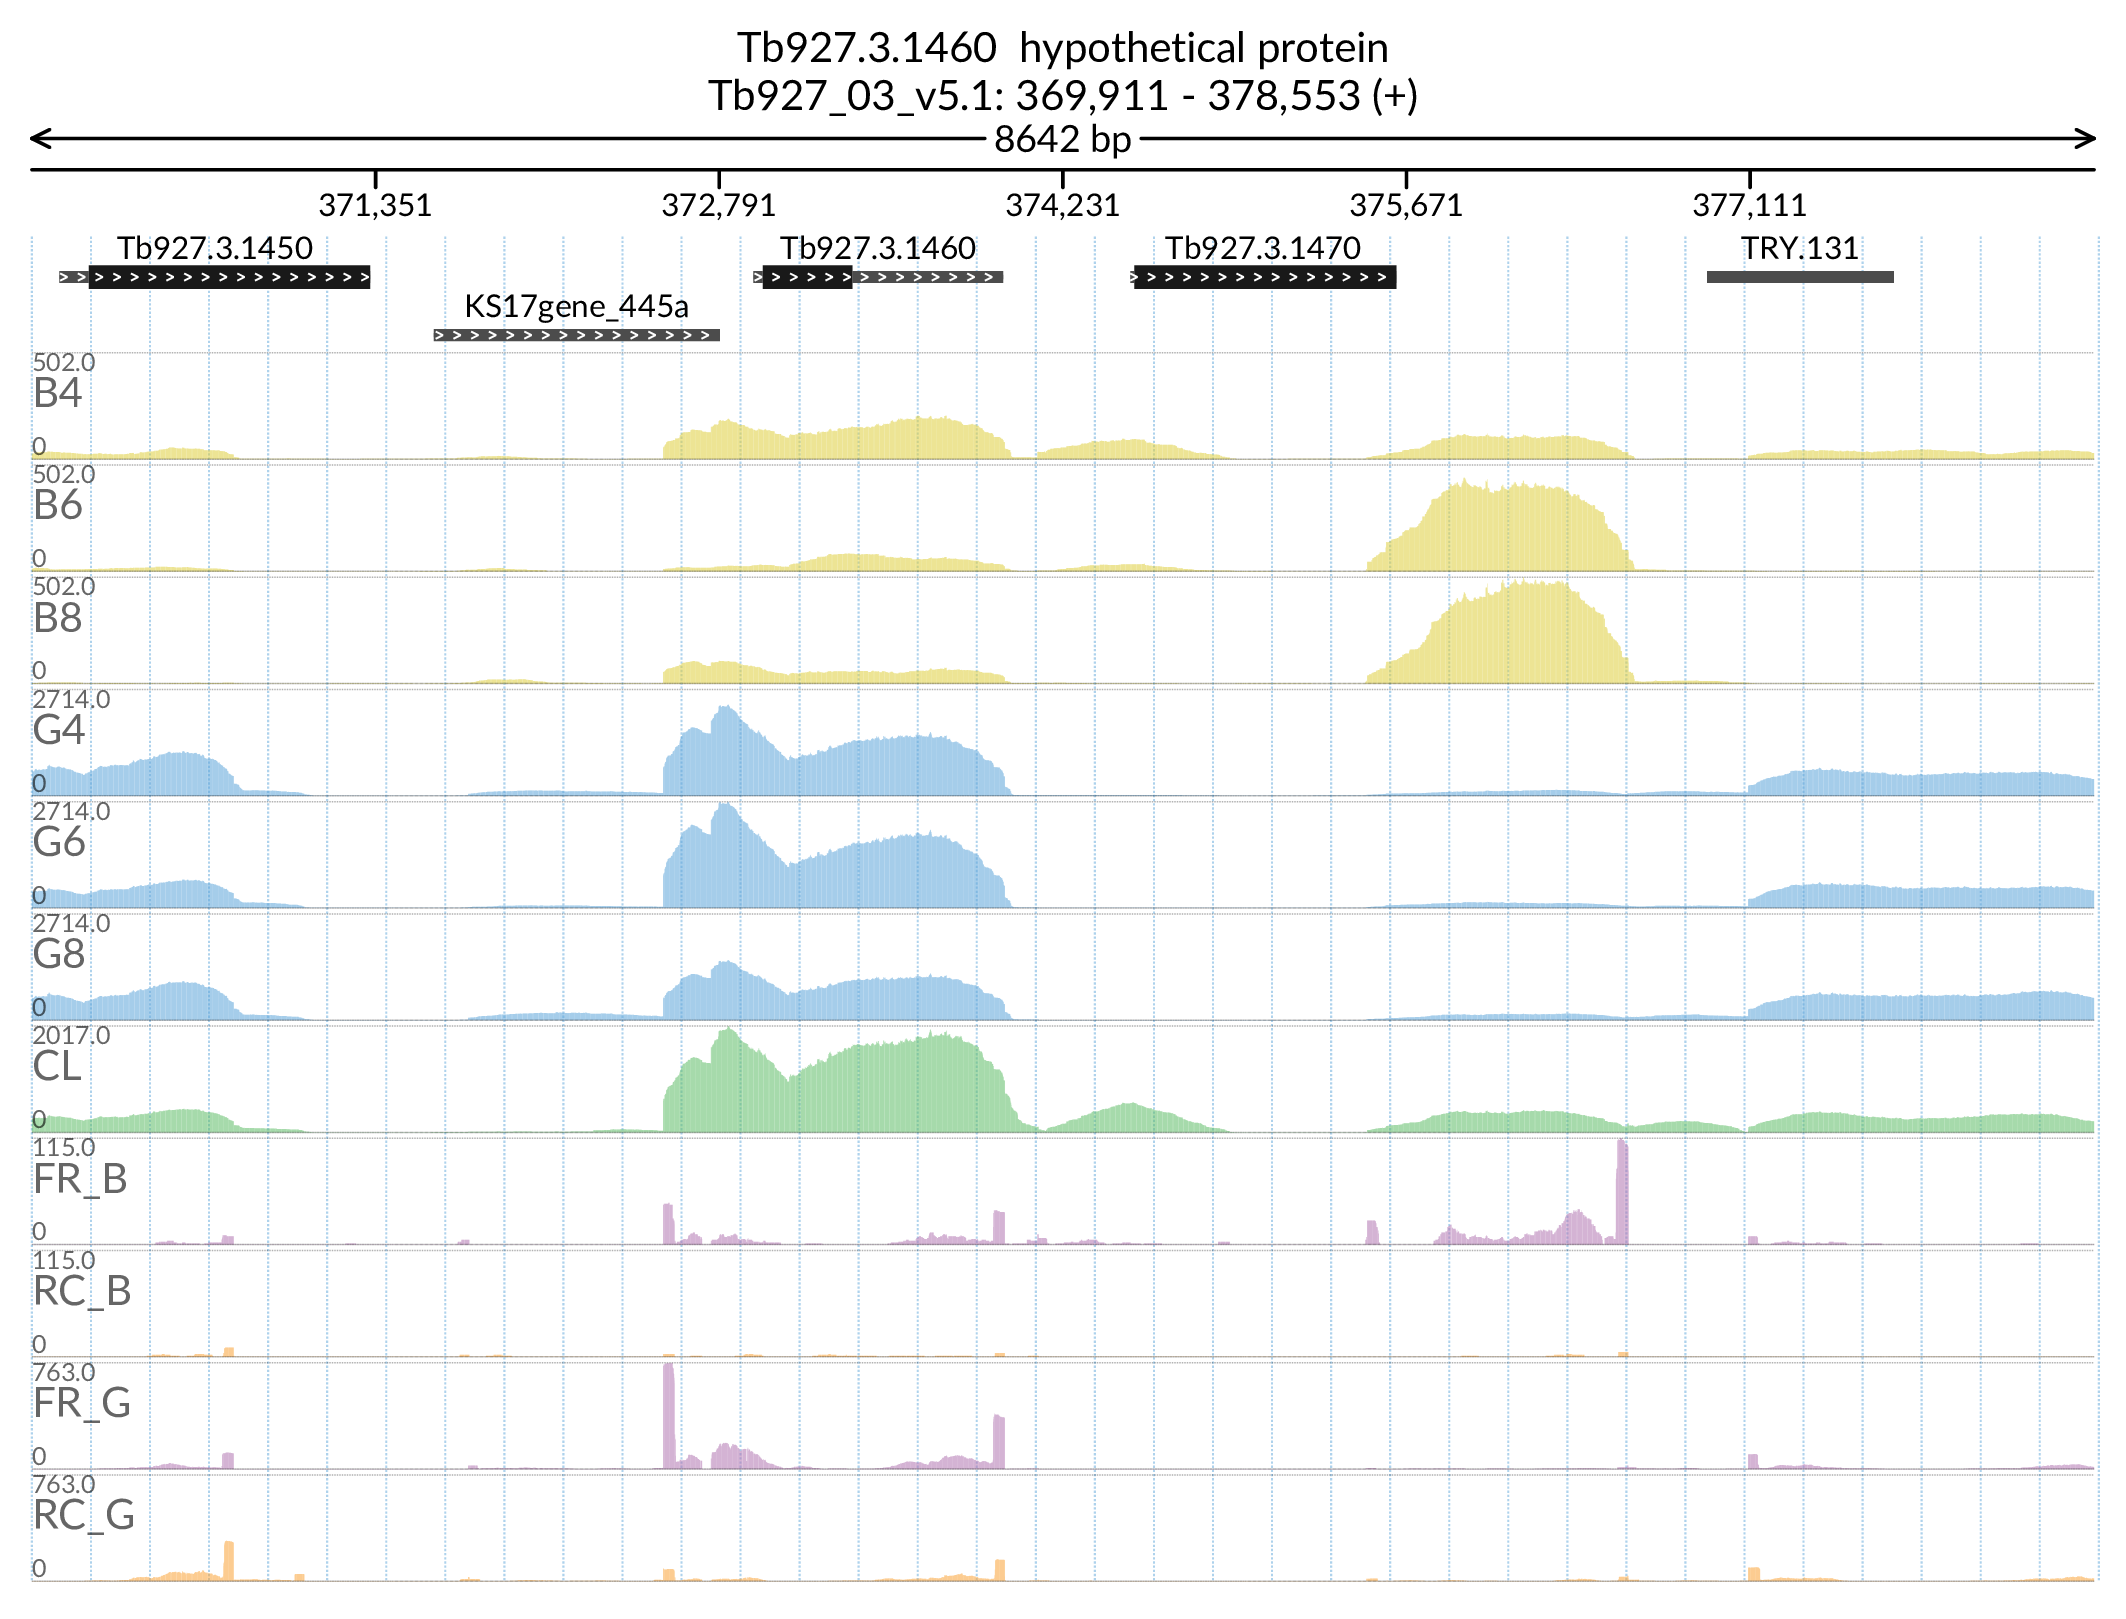 Tb927.3.1460  hypothetical protein
Tb927_03_v5.1: 369,911 - 378,553 (+)
8642 bp
371,351 372,791 374,231 375,671 377,111
Tb927.3.1450 Tb927.3.1460 Tb927.3.1470 TRY.131
KS17gene_445a
502.0
B4
0
502.0
B6
0
502.0
B8
0
2714.0
G4
0
2714.0
G6
0
2714.0
G8
0
2017.0
CL
0
115.0
FR_B
0
115.0
RC_B
0
763.0
FR_G
0
763.0
RC_G
0